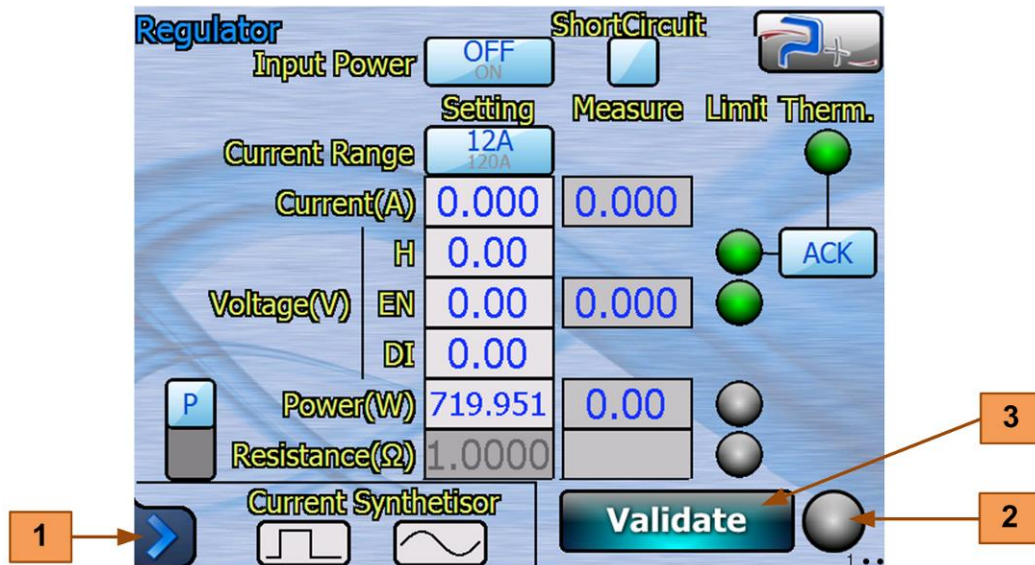 Regulator
ShortCircuit
Input Power
OFF
ON
Setting Measure Limit Therm.
Current Range
12A
120A
Current(A) 0.000 0.000
H 0.00
ACK
Voltage(V) EN 0.00 0.000
DI 0.00
P Power(W) 719.951 0.00
Resistance(Ω) 1.0000
3
Current Synthetisor
Validate
1
2
1